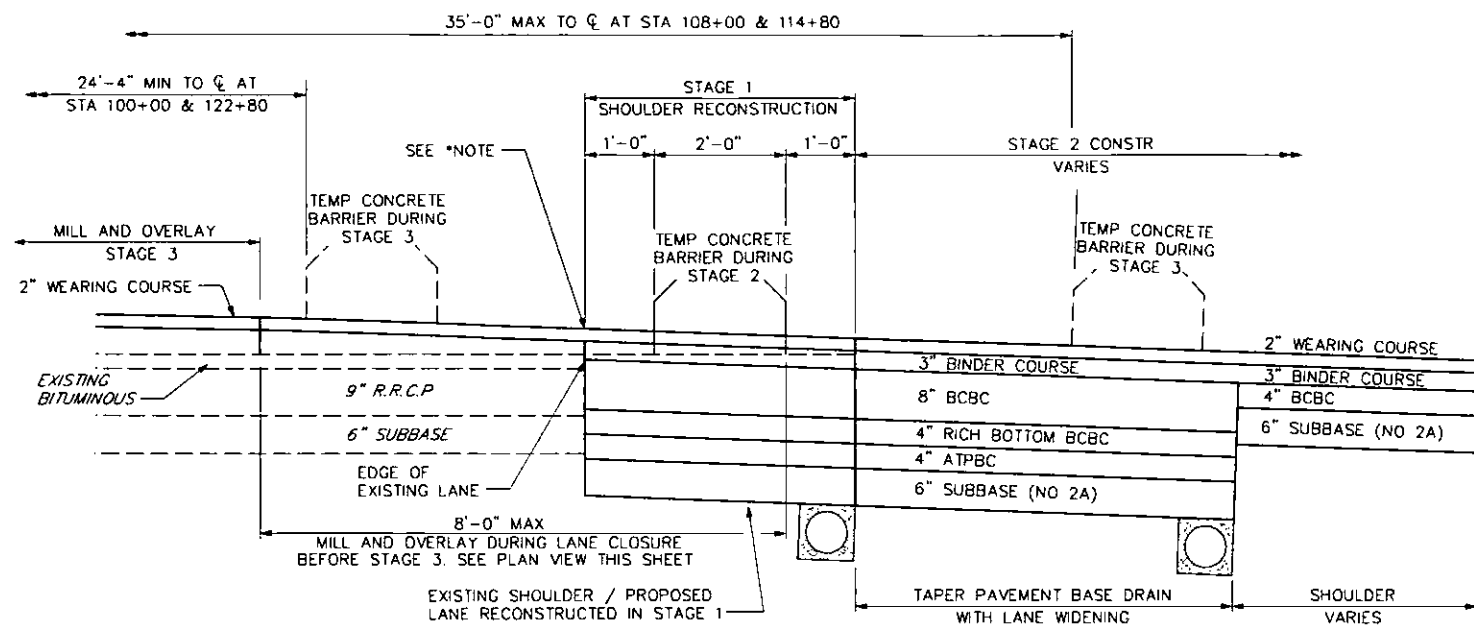 35'-0" MAX TO ℄ AT STA 108+00 & 114+80
24'-4" MIN TO ℄ AT
STA 100+00 & 122+80
STAGE 1
SHOULDER RECONSTRUCTION
1'-0"
2'-0"
1'-0"
STAGE 2 CONSTR
VARIES
SEE *NOTE
TEMP CONCRETE
BARRIER DURING
STAGE 3
TEMP CONCRETE
BARRIER DURING
STAGE 2
TEMP CONCRETE
BARRIER DURING
STAGE 3
MILL AND OVERLAY
STAGE 3
2" WEARING COURSE
2" WEARING COURSE
3" BINDER COURSE
3" BINDER COURSE
EXISTING
BITUMINOUS
9" R.R.C.P
8" BCBC
4" BCBC
6" SUBBASE
4" RICH BOTTOM BCBC
6" SUBBASE (NO 2A)
4" ATPBC
EDGE OF
EXISTING LANE
6" SUBBASE (NO 2A)
8'-0" MAX
MILL AND OVERLAY DURING LANE CLOSURE
BEFORE STAGE 3. SEE PLAN VIEW THIS SHEET
EXISTING SHOULDER / PROPOSED
LANE RECONSTRUCTED IN STAGE 1
TAPER PAVEMENT BASE DRAIN
WITH LANE WIDENING
SHOULDER
VARIES